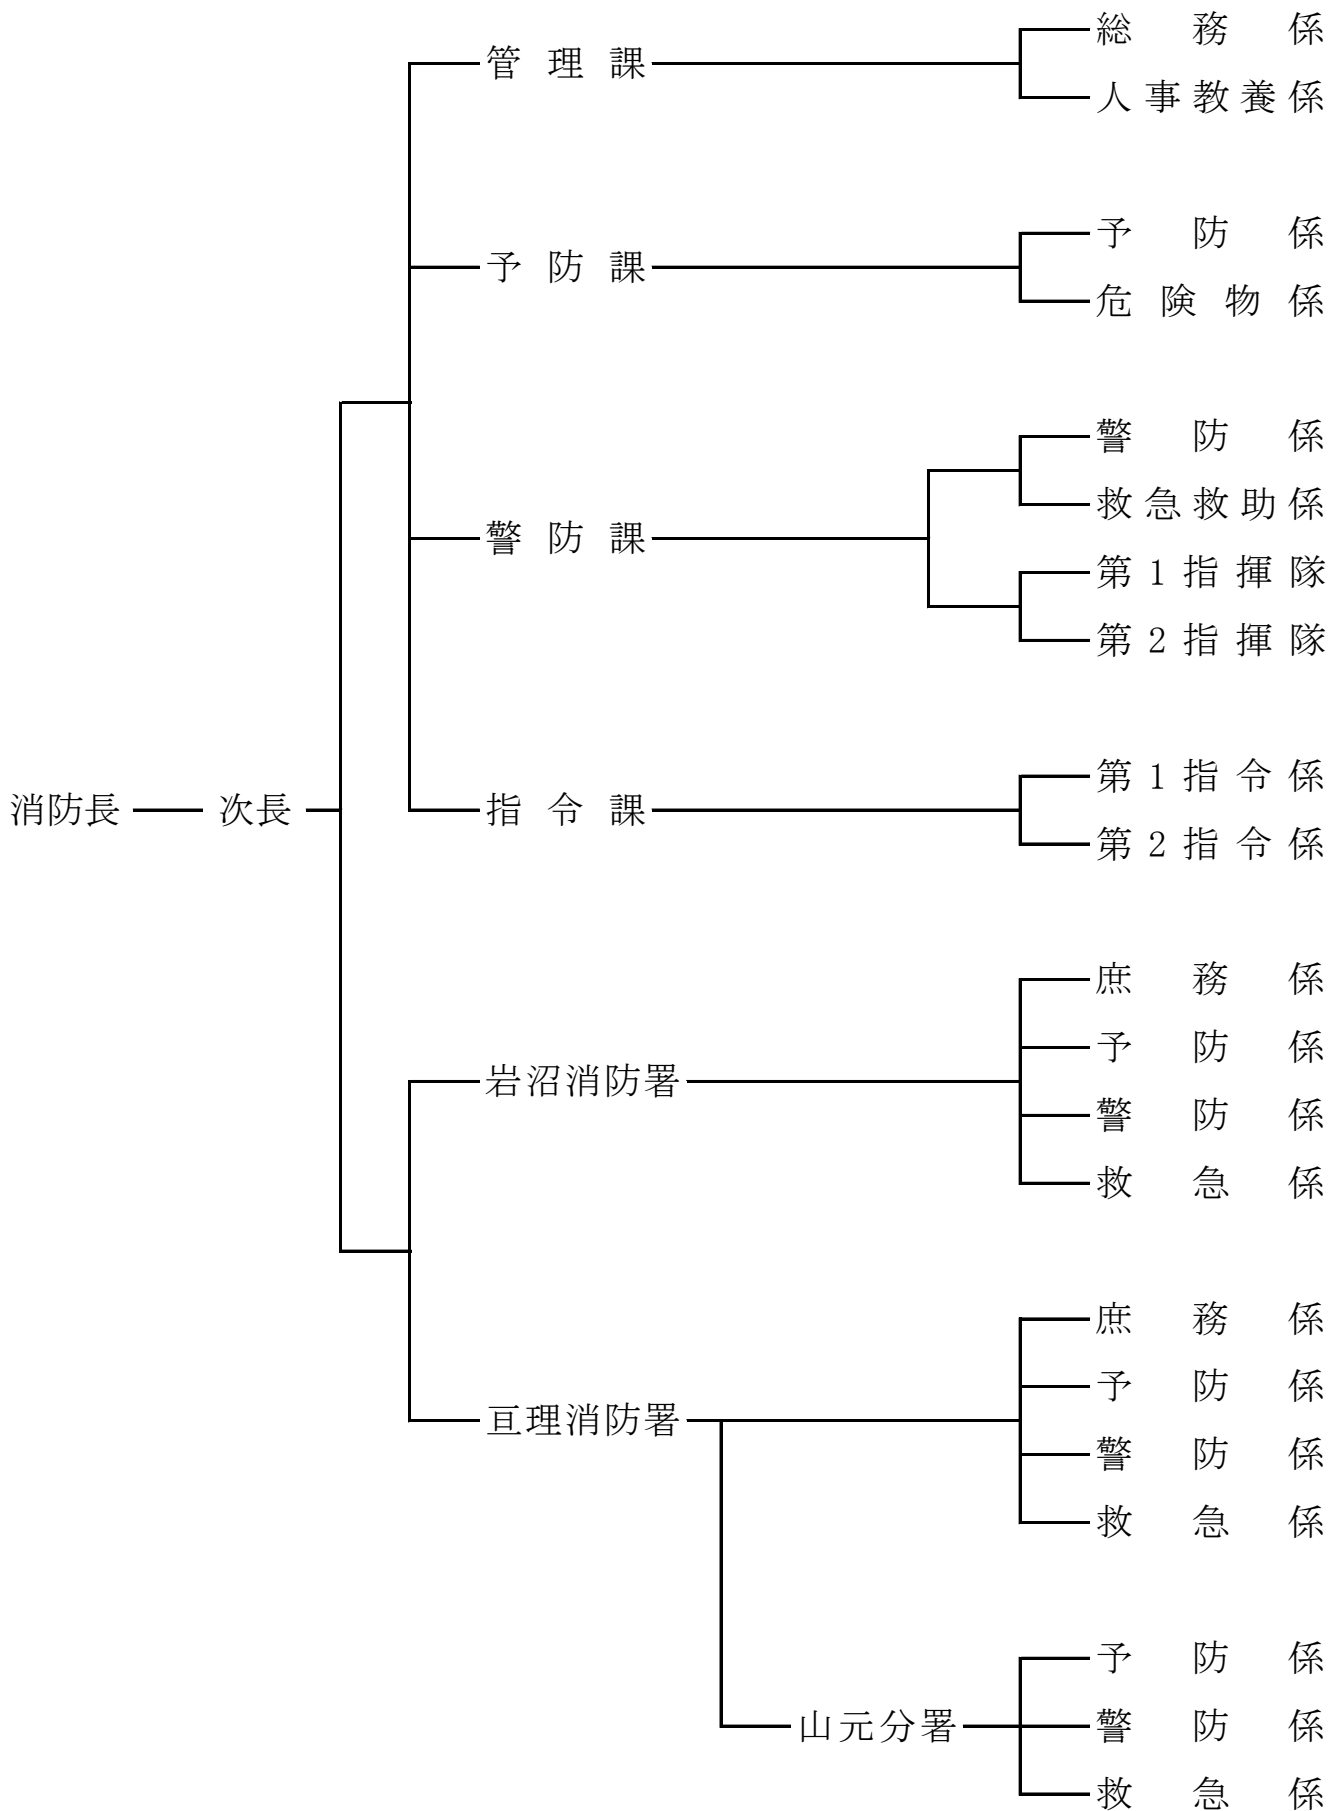 総務係
管理課
人事教養係
予防係
予防課
危険物係
警防係
救急救助係
警防課
第1指揮隊
第2指揮隊
第1指令係
消防長 次長 指令課
第2指令係
庶務係
予防係
岩沼消防署
警防係
救急係
庶務係
予防係
亘理消防署
警防係
救急係
予防係
山元分署 警防係
救急係